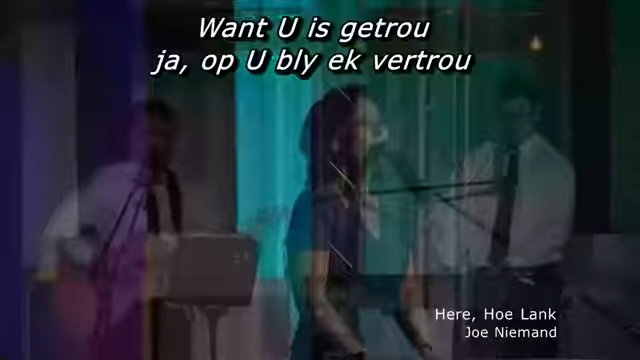 Want U is getrou
ja, op U bly ek vertrou
Here, Hoe Lank
Joe Niemand